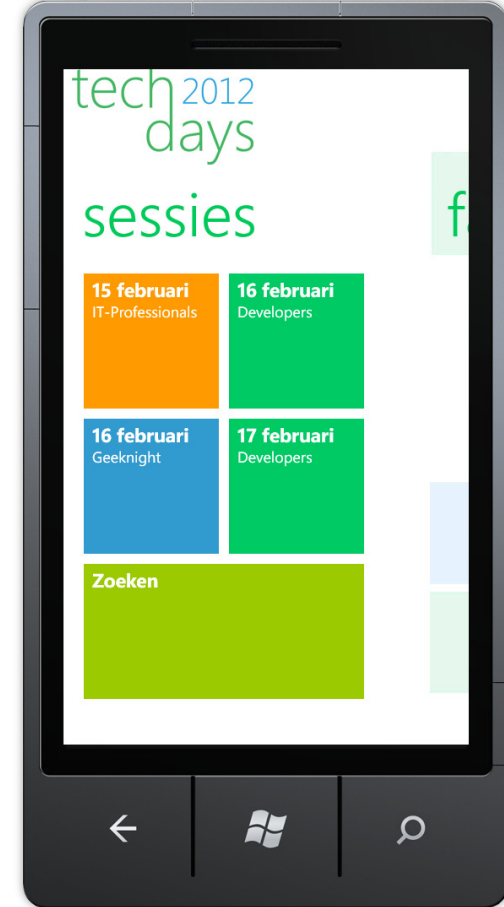 tech 2012
days
sessies
15 februari
IT-Professionals
16 februari
Developers
16 februari
Geeknight
17 februari
Developers
Zoeken